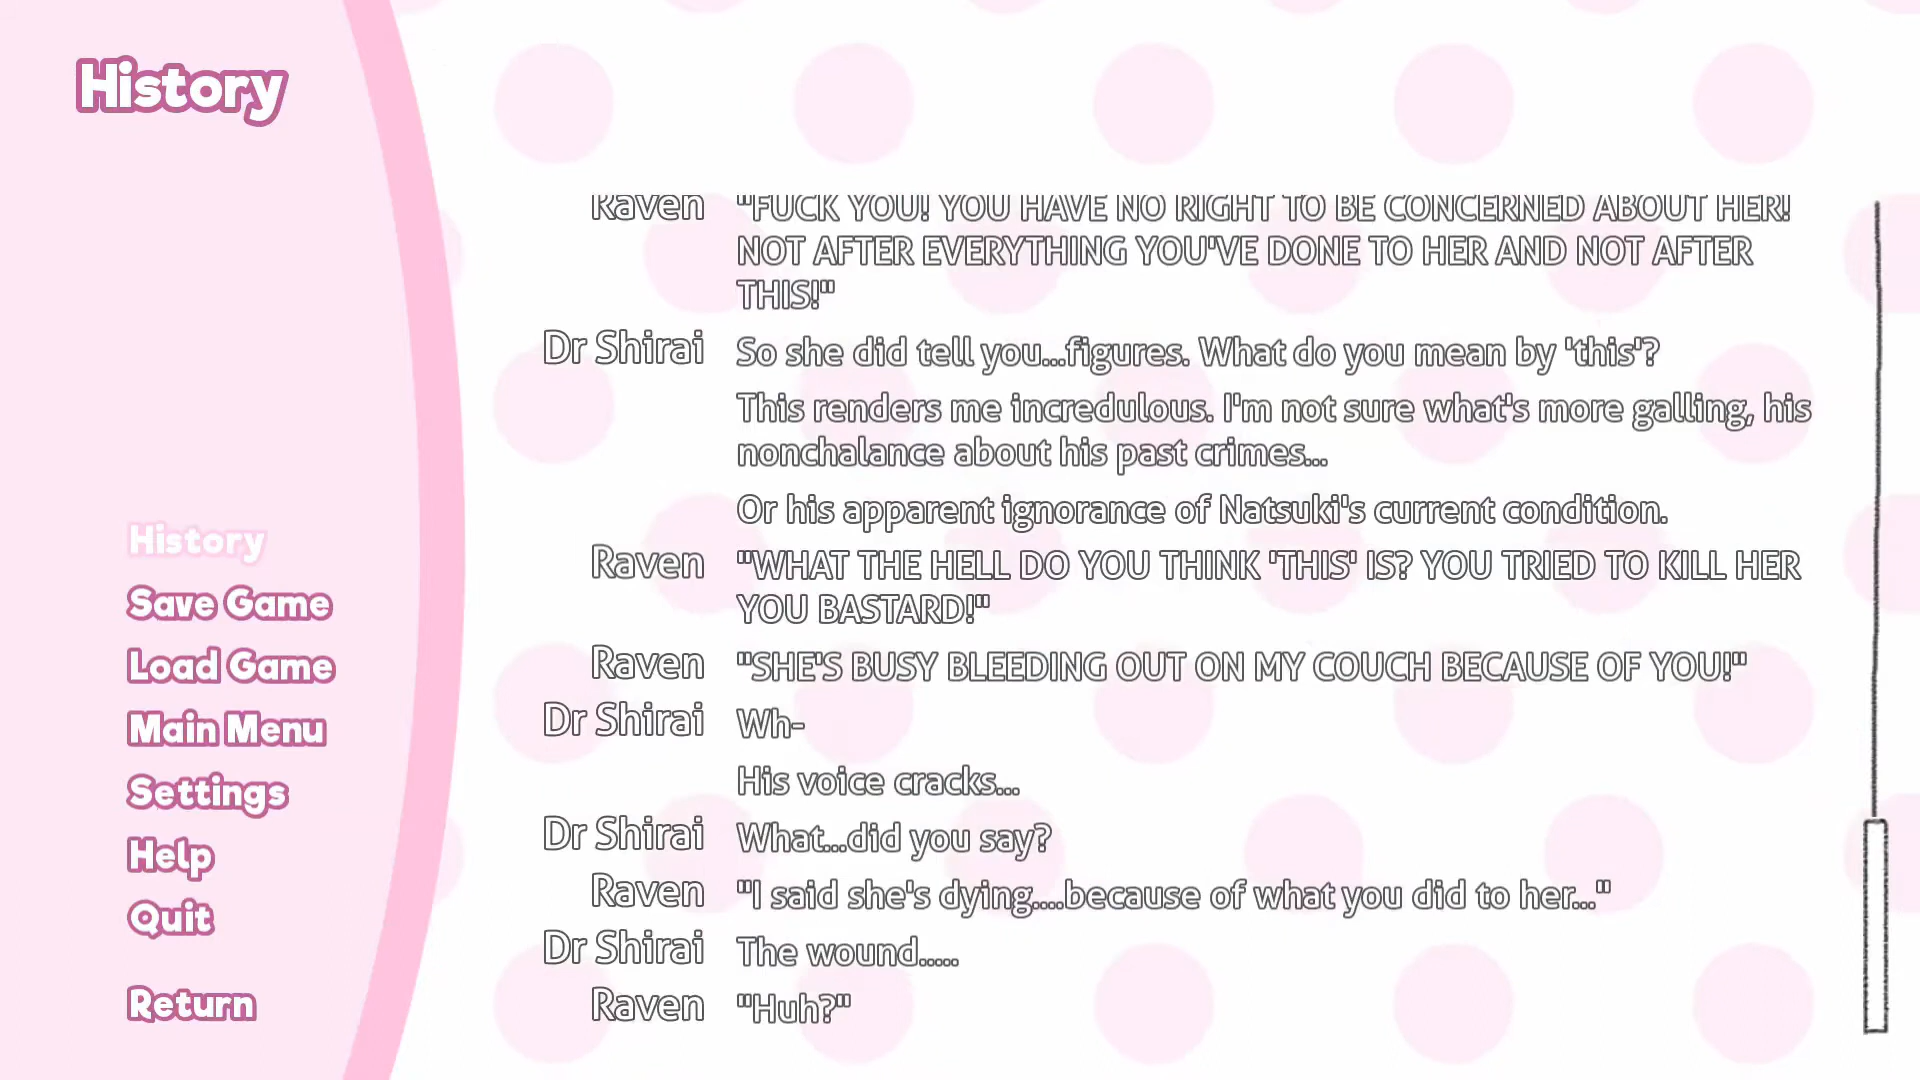 History
Raven "FUCK YOU! YOU HAVE NO RIGHT TO BE CONCERNED ABOUT HER!
NOT AFTER EVERYTHING YOU'VE DONE TO HER AND NOT AFTER
THIS!"
Dr Shirai So she did tell you...figures. What do you mean by 'this'?
This renders me incredulous. I'm not sure what's more galling, his
nonchalance about his past crimes...
Or his apparent ignorance of Natsuki's current condition.
Raven "WHAT THE HELL DO YOU THINK 'THIS' IS? YOU TRIED TO KILL HER
YOU BASTARD!"
Raven "SHE'S BUSY BLEEDING OUT ON MY COUCH BECAUSE OF YOU!"
Dr Shirai Wh-
His voice cracks...
Dr Shirai What...did you say?
Raven "I said she's dying....because of what you did to her..."
Dr Shirai The wound.....
Raven "Huh?"
History
Save Game
Load Game
Main Menu
Settings
Help
Quit
Return